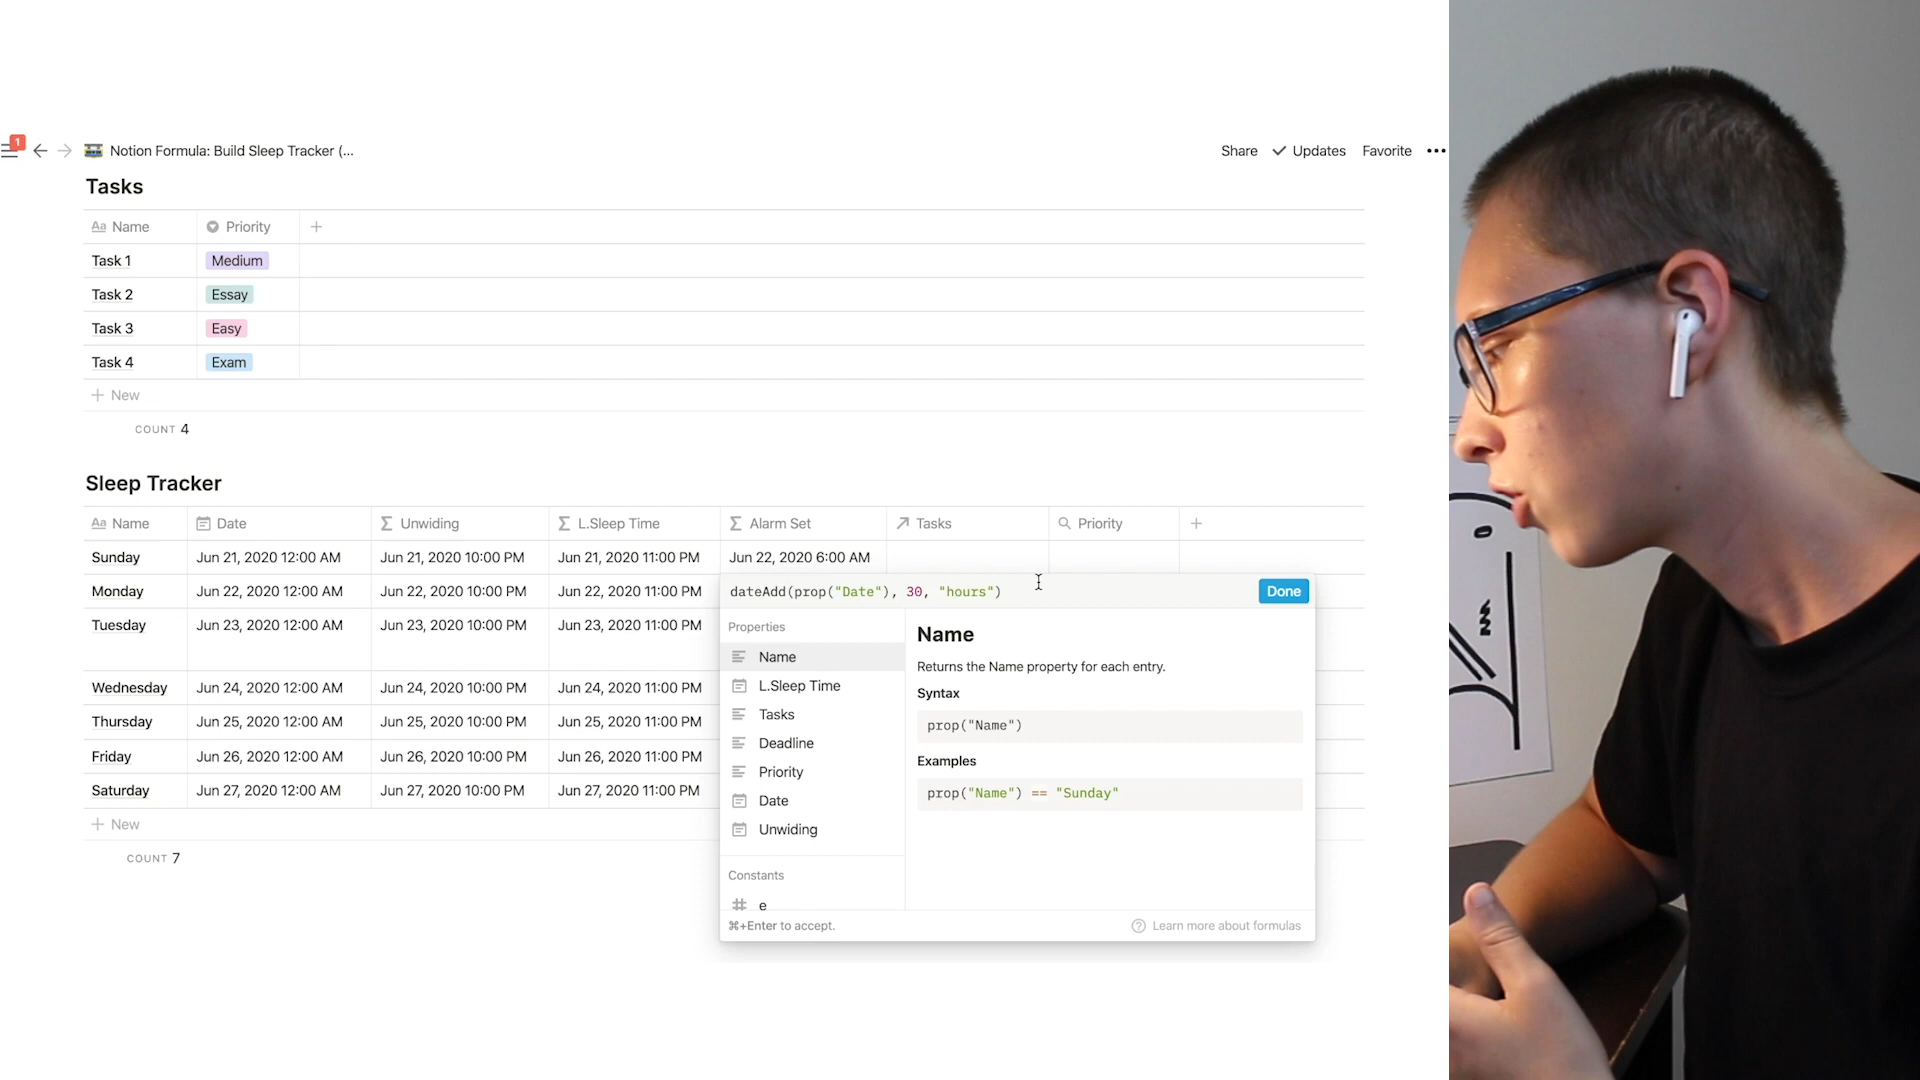 1
Notion Formula: Build Sleep Tracker (...
Share
Updates
Favorite
Tasks
Aa Name
Priority
Task 1
Medium
Task 2
Essay
Task 3
Easy
Task 4
Exam
New
COUNT 4
Sleep Tracker
Aa Name
Date
Unwiding
L.Sleep Time
Alarm Set
Tasks
Priority
Sunday
Jun 21, 2020 12:00 AM
Jun 21, 2020 10:00 PM
Jun 21, 2020 11:00 PM
Jun 22, 2020 6:00 AM
Monday
Jun 22, 2020 12:00 AM
Jun 22, 2020 10:00 PM
Jun 22, 2020 11:00 PM
Tuesday
Jun 23, 2020 12:00 AM
Jun 23, 2020 10:00 PM
Jun 23, 2020 11:00 PM
Wednesday
Jun 24, 2020 12:00 AM
Jun 24, 2020 10:00 PM
Jun 24, 2020 11:00 PM
Thursday
Jun 25, 2020 12:00 AM
Jun 25, 2020 10:00 PM
Jun 25, 2020 11:00 PM
Friday
Jun 26, 2020 12:00 AM
Jun 26, 2020 10:00 PM
Jun 26, 2020 11:00 PM
Saturday
Jun 27, 2020 12:00 AM
Jun 27, 2020 10:00 PM
Jun 27, 2020 11:00 PM
New
COUNT 7
dateAdd(prop("Date"), 30, "hours")
Done
Properties
Name
L.Sleep Time
Tasks
Deadline
Priority
Date
Unwiding
Constants
e
⌘+Enter to accept.
Name
Returns the Name property for each entry.
Syntax
prop("Name")
Examples
prop("Name") == "Sunday"
Learn more about formulas